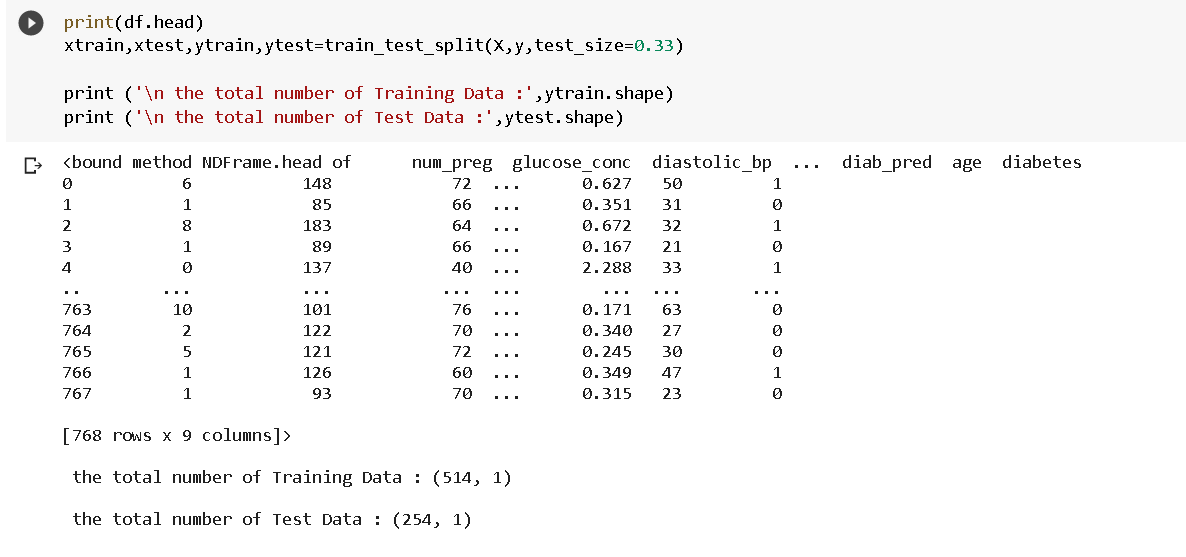 print(df.head)
xtrain,xtest,ytrain,ytest=train_test_split(X,y,test_size=0.33)
print ('\n the total number of Training Data :',ytrain.shape)
print ('\n the total number of Test Data :',ytest.shape)
<bound method NDFrame.head of      num_preg  glucose_conc  diastolic_bp  ...  diab_pred  age  diabetes
0           6           148            72  ...      0.627   50         1
1           1            85            66  ...      0.351   31         0
2           8           183            64  ...      0.672   32         1
3           1            89            66  ...      0.167   21         0
4           0           137            40  ...      2.288   33         1
..        ...           ...           ...  ...        ...  ...       ...
763        10           101            76  ...      0.171   63         0
764         2           122            70  ...      0.340   27         0
765         5           121            72  ...      0.245   30         0
766         1           126            60  ...      0.349   47         1
767         1            93            70  ...      0.315   23         0
[768 rows x 9 columns]>
the total number of Training Data : (514, 1)
the total number of Test Data : (254, 1)